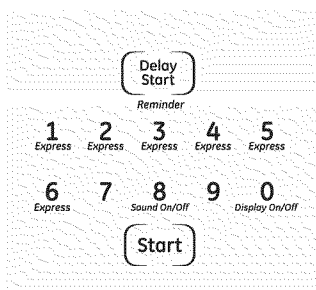 Delay
Start
Reminder
1 2 3 4 5
Express Express Express Express Express
6 7 8 9 0
Express Sound On/Off Display On/Off
Start